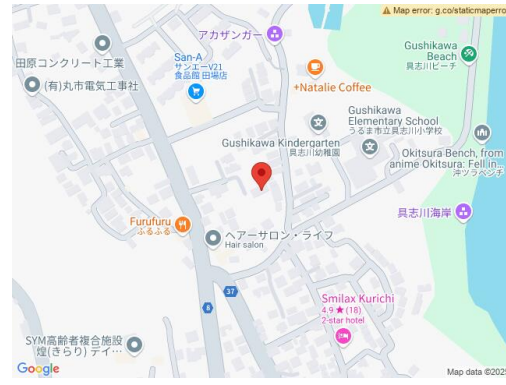 Map error: g.co/staticmaperro
アカザンガー
Gushikawa
Beach
具志川ビーチ
田原コンクリート工業
San-A
サンエーV21
食品館 田場店
(有)丸市電気工事社
+Natalie Coffee
Gushikawa
Elementary School
うるま市立具志川小学校
Gushikawa Kindergarten
具志川幼稚園
Okitsura Bench, from
anime Okitsura: Fell in...
沖ツラベンチ
具志川海岸
Furufuru
ふるふる
ヘアーサロン・ライフ
Hair salon
37
8
Smilax Kurichi
4.9 ★ (18)
2-star hotel
SYM高齢者複合施設
煌(きらり) デイ…
Google
Map data ©2025